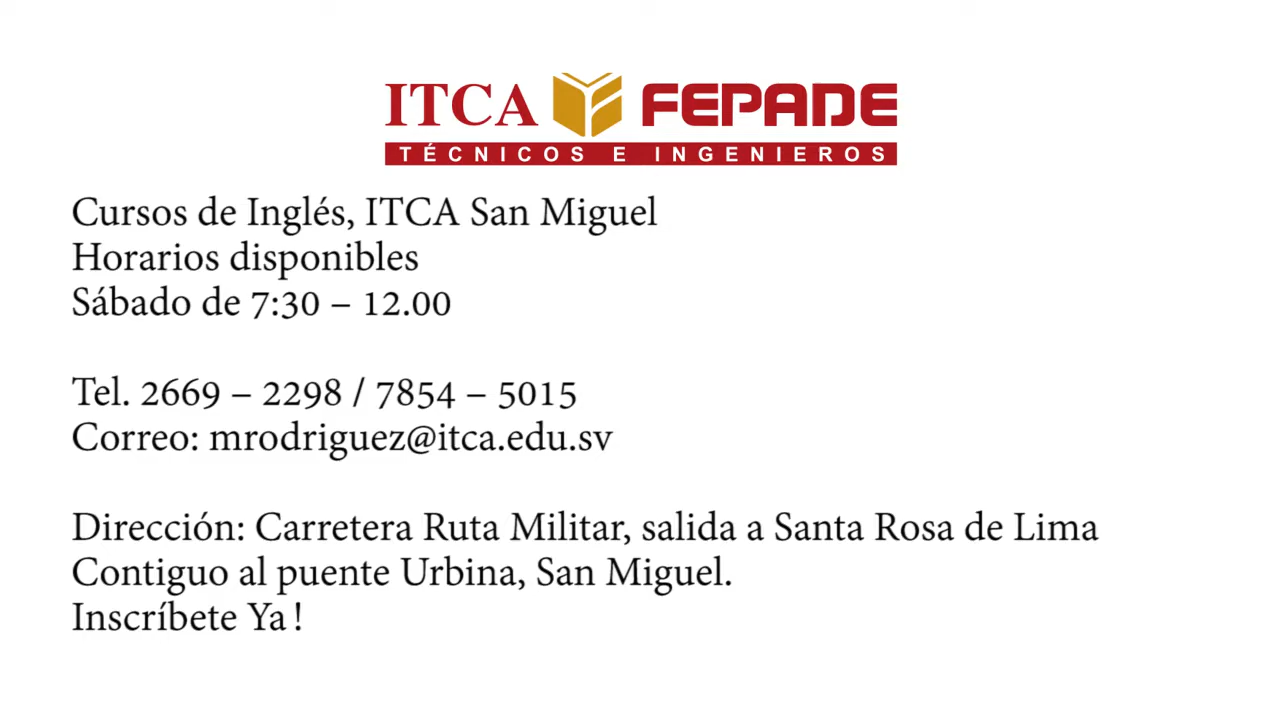 ITCA FEPADE
TÉCNICOS E INGENIEROS
Cursos de Inglés, ITCA San Miguel
Horarios disponibles
Sábado de 7:30 – 12.00
Tel. 2669 – 2298 / 7854 – 5015
Correo: mrodriguez@itca.edu.sv
Dirección: Carretera Ruta Militar, salida a Santa Rosa de Lima
Contiguo al puente Urbina, San Miguel.
Inscríbete Ya !